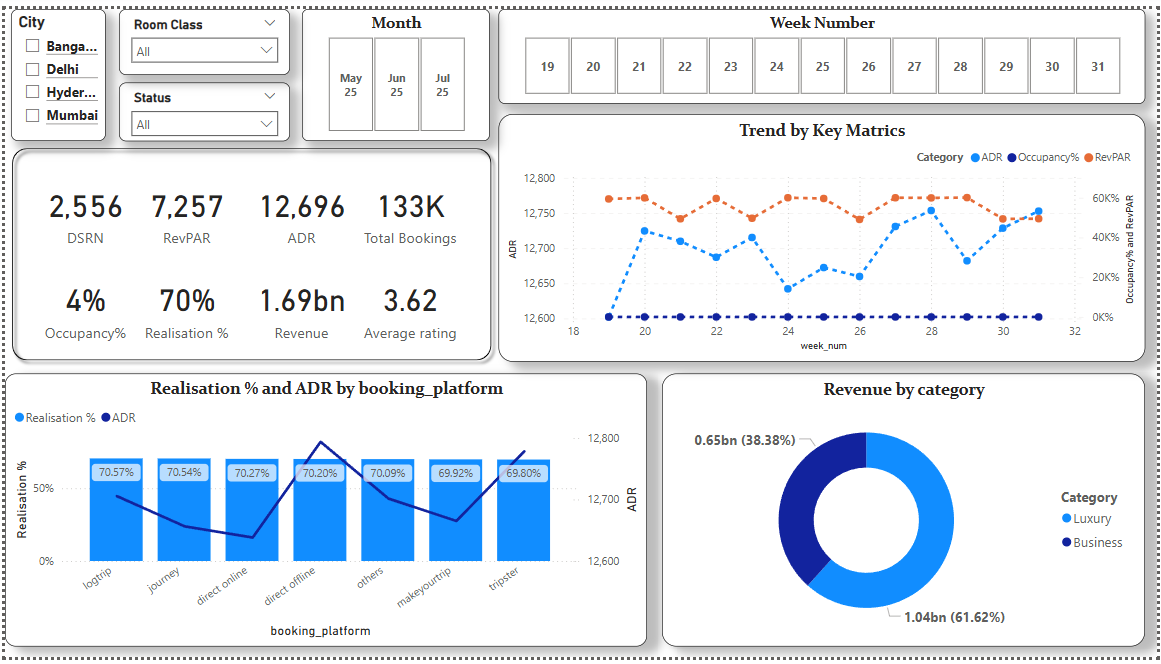 City
Banga...
Delhi
Hyder...
Mumbai
Room Class
All
Status
All
Month
May 25
Jun 25
Jul 25
Week Number
19 20 21 22 23 24 25 26 27 28 29 30 31
2,556 7,257 12,696 133K
DSRN RevPAR ADR Total Bookings
4% 70% 1.69bn 3.62
Occupancy% Realisation % Revenue Average rating
Trend by Key Matrics
Category ADR Occupancy% RevPAR
12,800
12,750
12,700
12,650
12,600
ADR
60K%
40K%
20K%
0K%
Occupancy% and RevPAR
18 20 22 24 26 28 30 32
week_num
Realisation % and ADR by booking_platform
Realisation % ADR
Realisation %
50%
0%
70.57% 70.54% 70.27% 70.20% 70.09% 69.92% 69.80%
12,800
12,700
12,600
ADR
logtrip journey direct online direct offline others makeyourtrip tripster
booking_platform
Revenue by category
0.65bn (38.38%)
1.04bn (61.62%)
Category
Luxury
Business